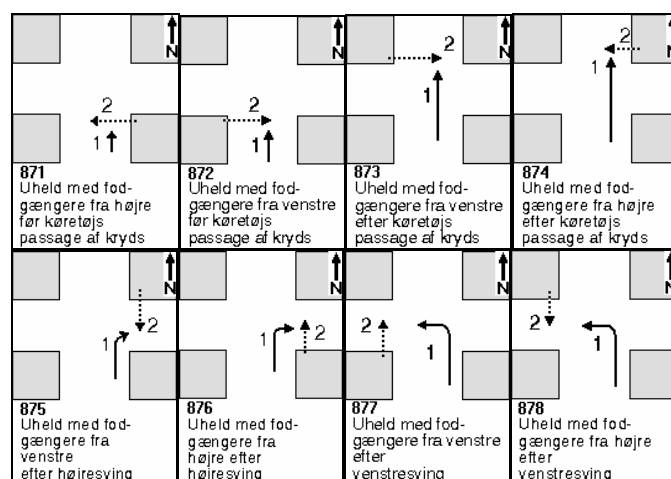 N
2
1
871
Uheld med fod-
gængere fra højre
før køretøjs
passage af kryds
N
2
1
872
Uheld med fod-
gængere fra venstre
før køretøjs
passage af kryds
N
2
1
873
Uheld med fod-
gængere fra venstre
efter køretøjs
passage af kryds
N
2
1
874
Uheld med fod-
gængere fra højre
efter køretøjs
passage af kryds
N
1
2
875
Uheld med fod-
gængere fra
venstre
efter højresving
N
1
2
876
Uheld med fod-
gængere fra
højre efter
højresving
N
2
1
877
Uheld med fod-
gængere fra venstre
efter
venstresving
N
2
1
878
Uheld med fod-
gængere fra højre
efter
venstresving